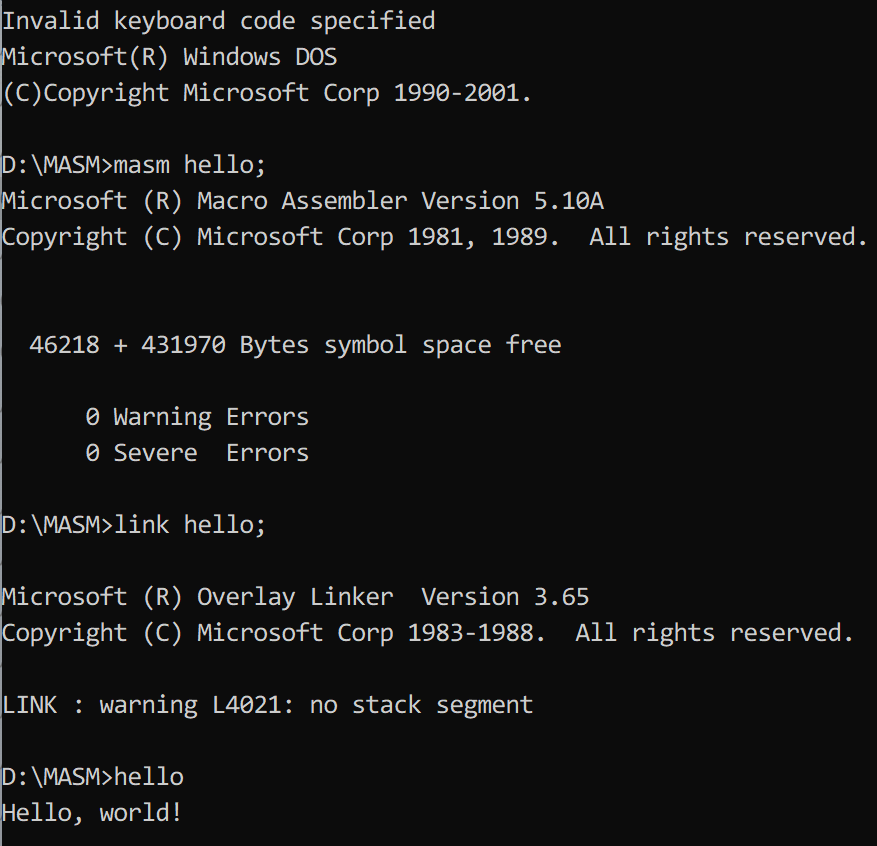 Invalid keyboard code specified
Microsoft(R) Windows DOS
(C)Copyright Microsoft Corp 1990-2001.
D:\MASM>masm hello;
Microsoft (R) Macro Assembler Version 5.10A
Copyright (C) Microsoft Corp 1981, 1989.  All rights reserved.
46218 + 431970 Bytes symbol space free
0 Warning Errors
0 Severe  Errors
D:\MASM>link hello;
Microsoft (R) Overlay Linker  Version 3.65
Copyright (C) Microsoft Corp 1983-1988.  All rights reserved.
LINK : warning L4021: no stack segment
D:\MASM>hello
Hello, world!